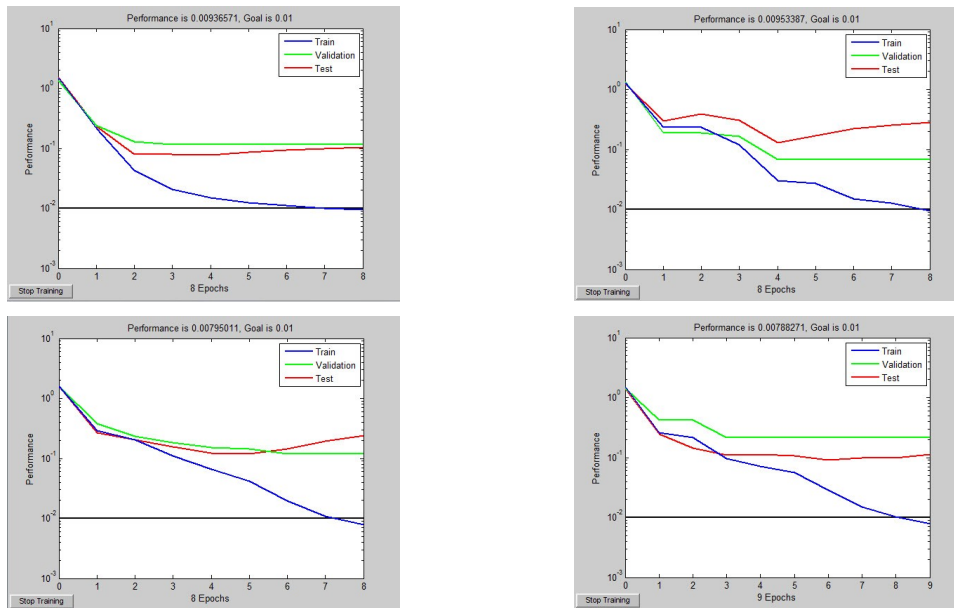 Performance is 0.00936571, Goal is 0.01
10^1
10^0
10^-1
10^-2
10^-3
Performance
Train
Validation
Test
0 1 2 3 4 5 6 7 8
8 Epochs
Stop Training
Performance is 0.00953387, Goal is 0.01
10^1
10^0
10^-1
10^-2
10^-3
Performance
Train
Validation
Test
0 1 2 3 4 5 6 7 8
8 Epochs
Stop Training
Performance is 0.00795011, Goal is 0.01
10^1
10^0
10^-1
10^-2
10^-3
Performance
Train
Validation
Test
0 1 2 3 4 5 6 7 8
8 Epochs
Stop Training
Performance is 0.00788271, Goal is 0.01
10^1
10^0
10^-1
10^-2
10^-3
Performance
Train
Validation
Test
0 1 2 3 4 5 6 7 8 9
9 Epochs
Stop Training